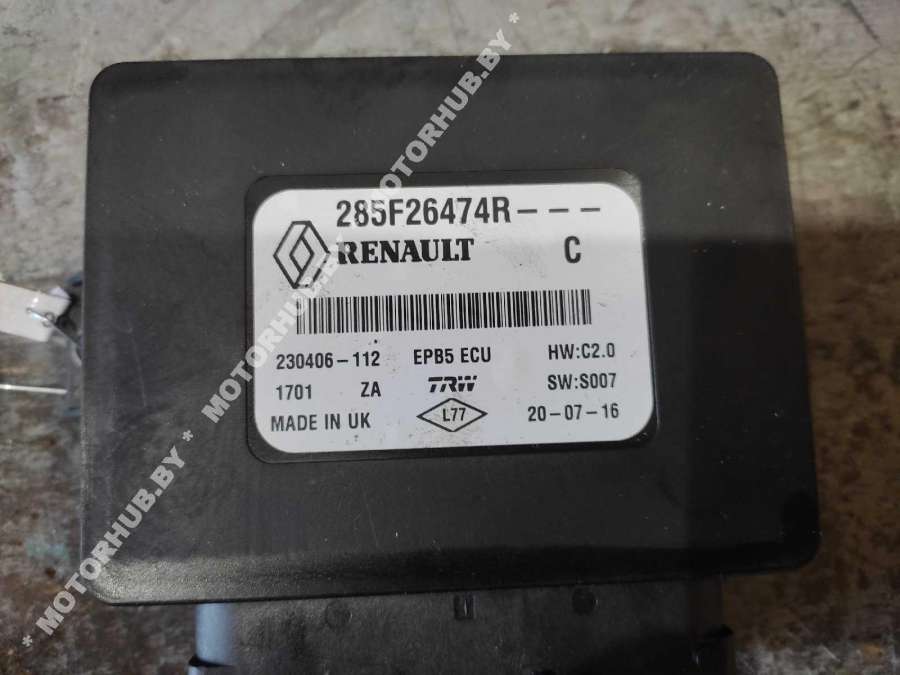 285F26474R---
RENAULT C
230406-112 EPB5 ECU HW:C2.0
1701 ZA TRW SW:S007
MADE IN UK L77 20-07-16
* MOTORHUB.BY * MOTORHUB.BY * MOTORHUB.BY *